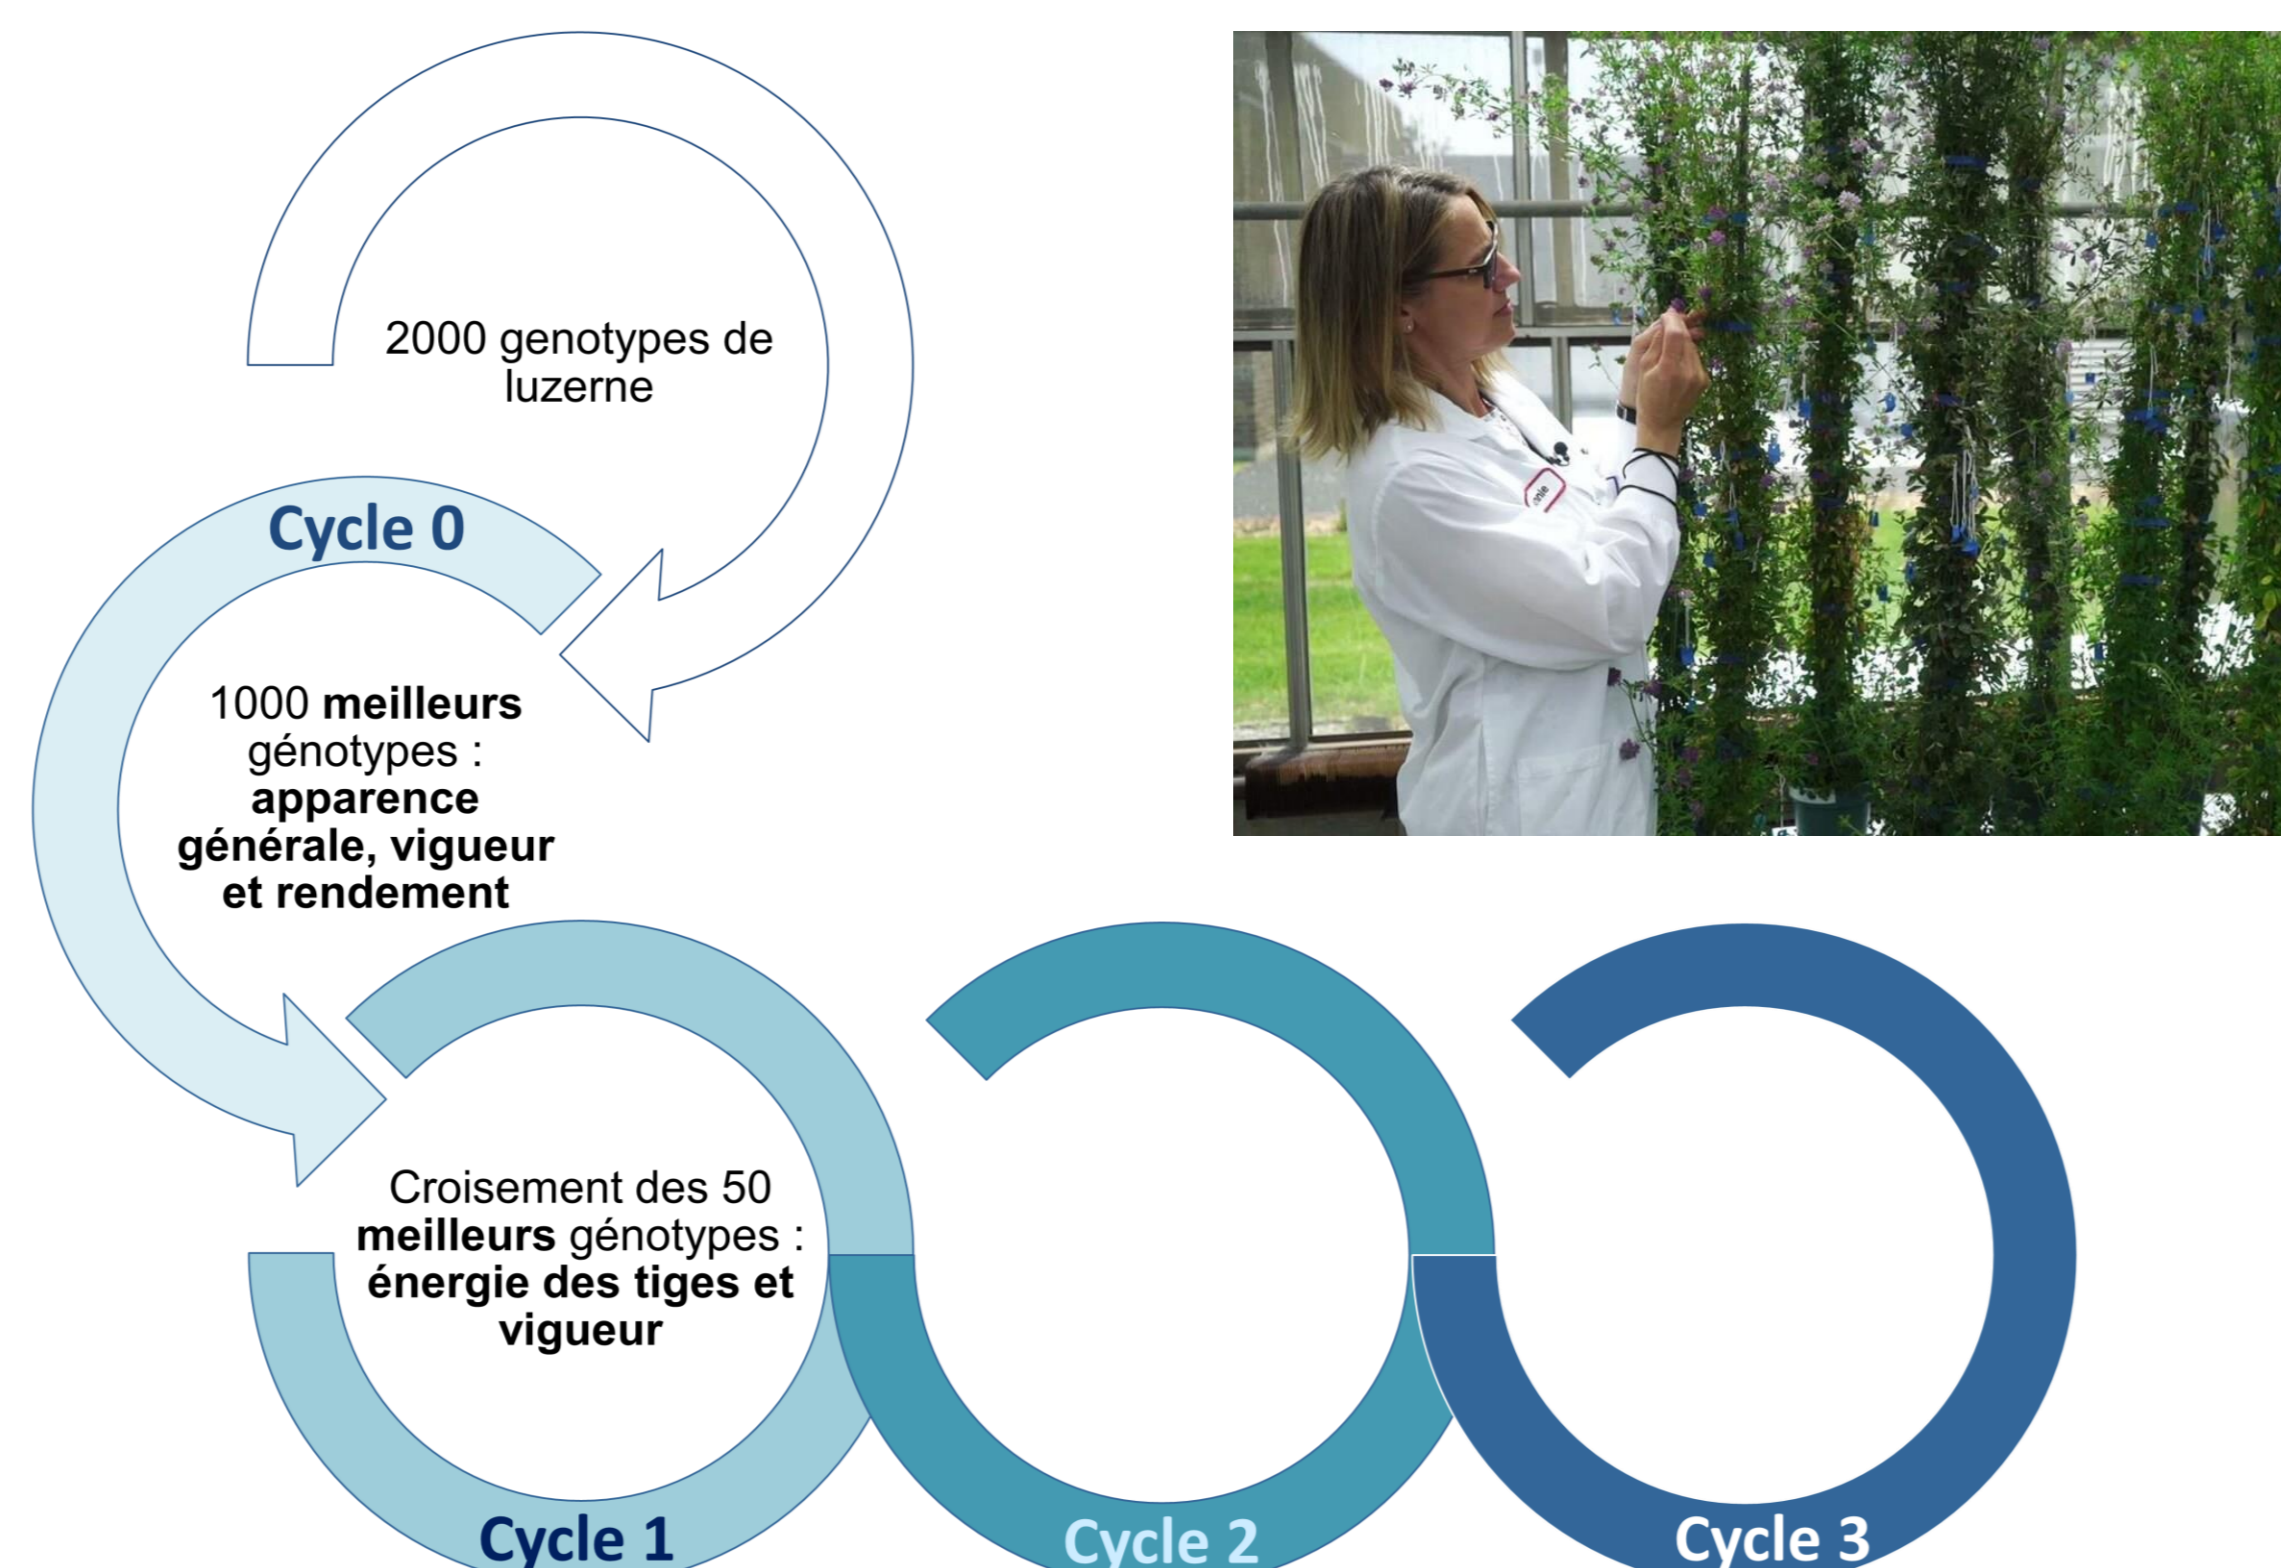 2000 genotypes de
luzerne
Cycle 0
1000 meilleurs
génotypes :
apparence
générale, vigueur
et rendement
Croisement des 50
meilleurs génotypes :
énergie des tiges et
vigueur
Cycle 1
Cycle 2
Cycle 3